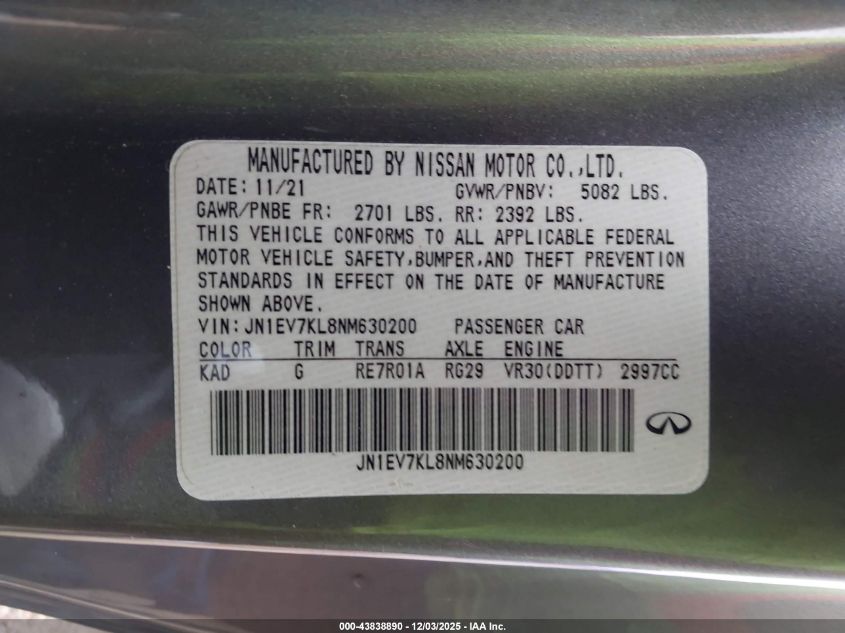 MANUFACTURED BY NISSAN MOTOR CO.,LTD.
DATE: 11/21 GVWR/PNBV: 5082 LBS.
GAWR/PNBE FR: 2701 LBS. RR: 2392 LBS.
THIS VEHICLE CONFORMS TO ALL APPLICABLE FEDERAL
MOTOR VEHICLE SAFETY,BUMPER,AND THEFT PREVENTION
STANDARDS IN EFFECT ON THE DATE OF MANUFACTURE
SHOWN ABOVE.
VIN:JN1EV7KL8NM630200 PASSENGER CAR
COLOR TRIM TRANS AXLE ENGINE
KAD G RE7R01A RG29 VR30(DDTT) 2997CC
JN1EV7KL8NM630200
000-43838890 - 12/03/2025 - IAA Inc.